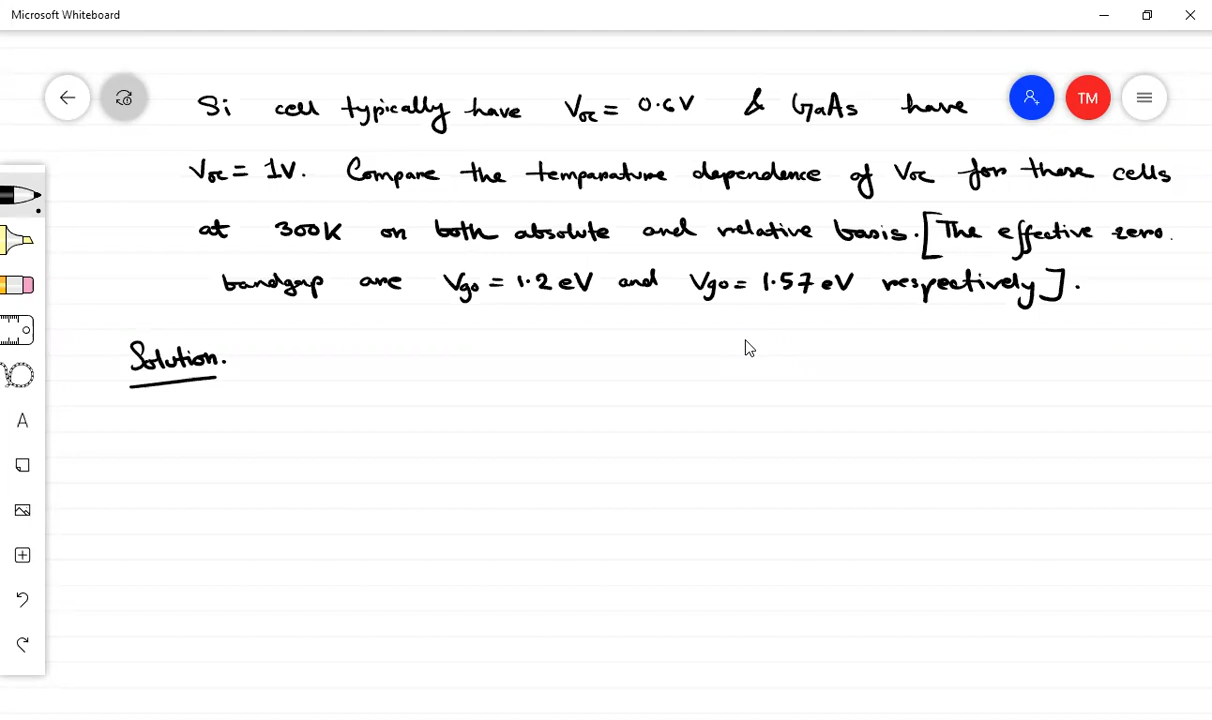 Microsoft Whiteboard
Si cell typically have Voc = 0.6V & GaAs have
TM
Voc = 1V. Compare the temparature dependence of Voc for these cells
at 300K on both absolute and relative basis. [The effective zero
bandgap are Vgo = 1.2 eV and Vgo = 1.57 eV respectively].
Solution.
A